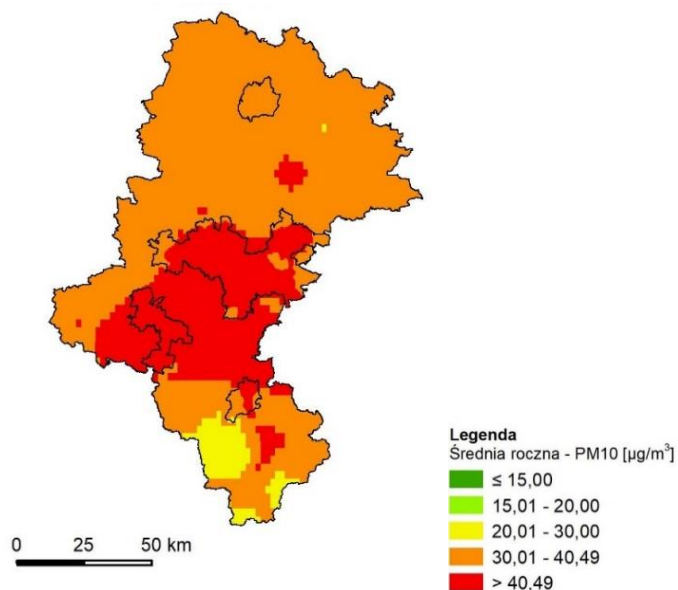 Legenda
Średnia roczna - PM10 [µg/m³]
≤ 15,00
15,01 - 20,00
20,01 - 30,00
30,01 - 40,49
> 40,49
0 25 50 km